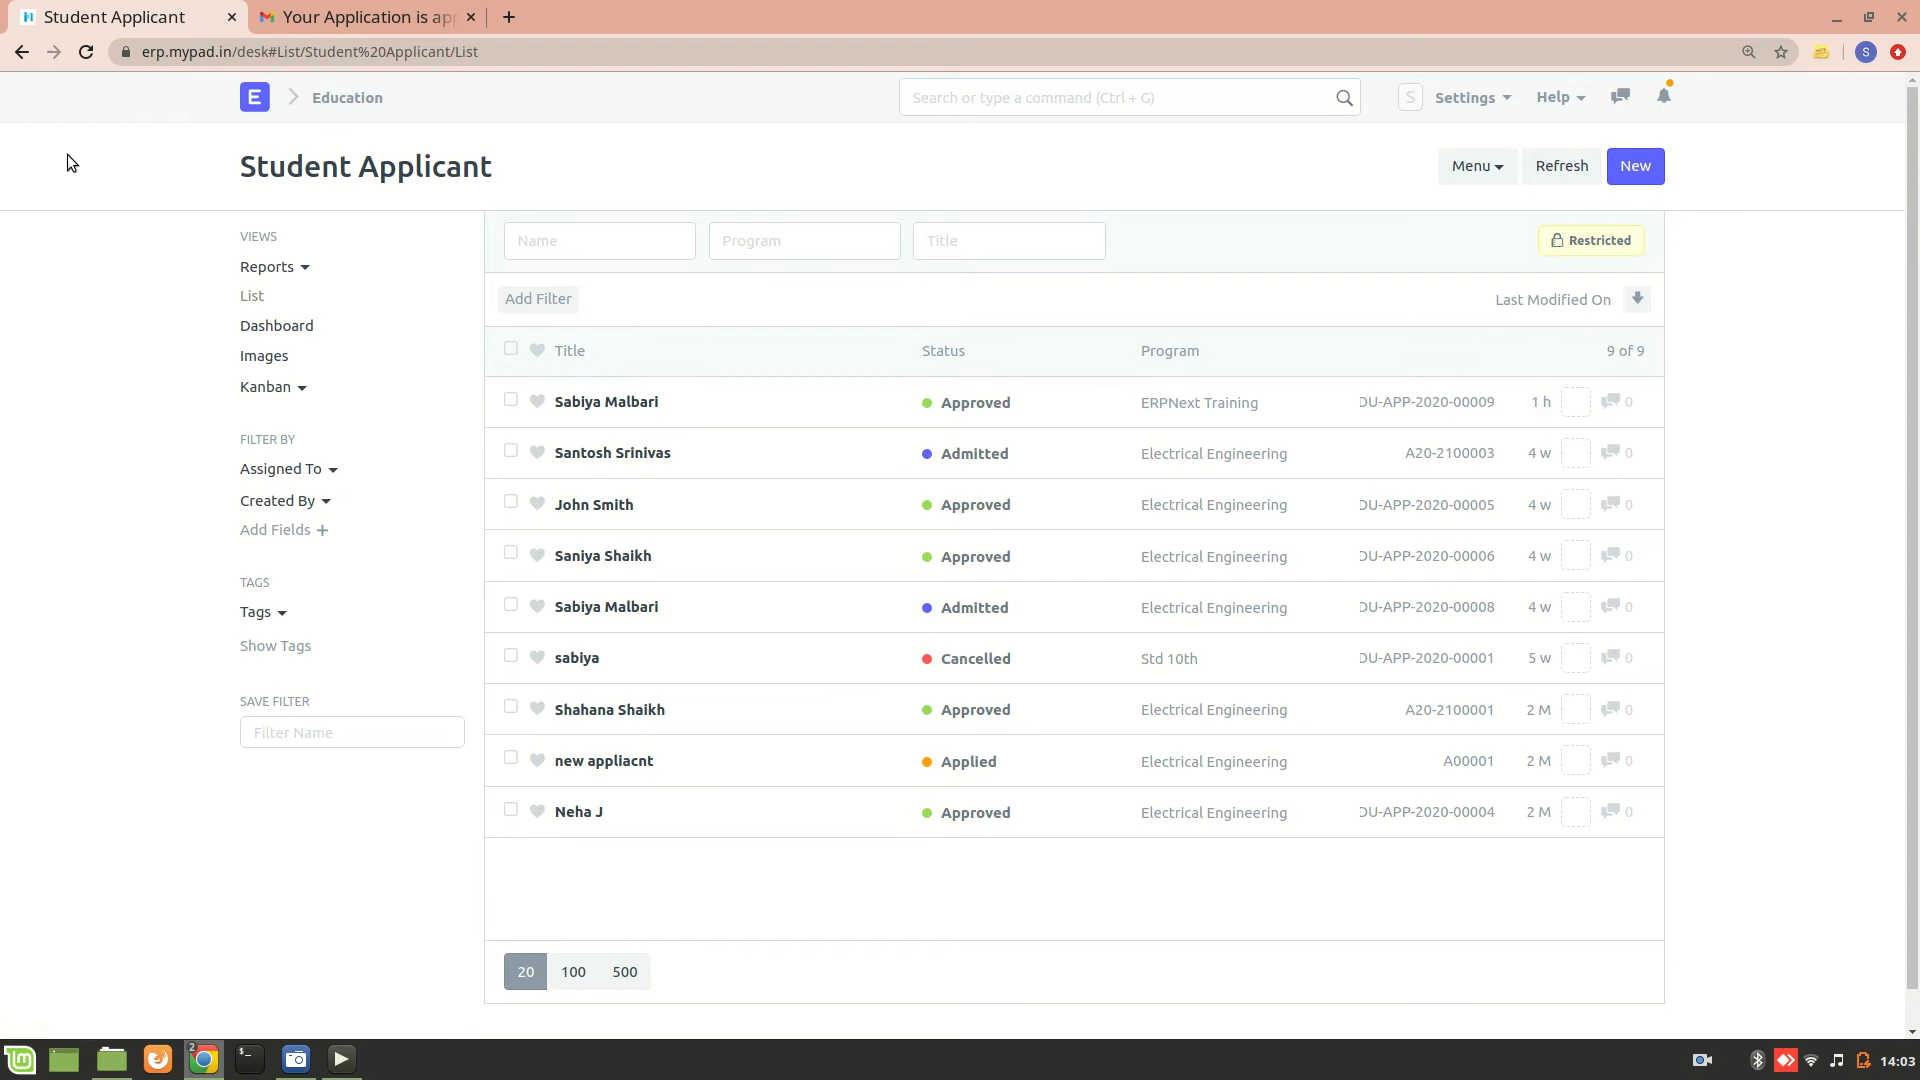 Student Applicant
Your Application is app
erp.mypad.in/desk#List/Student%20Applicant/List
S
E
Education
Search or type a command (Ctrl + G)
S
Settings
Help
Student Applicant
Menu
Refresh
New
VIEWS
Reports
List
Dashboard
Images
Kanban
FILTER BY
Assigned To
Created By
Add Fields +
TAGS
Tags
Show Tags
SAVE FILTER
Filter Name
Name
Program
Title
Restricted
Add Filter
Last Modified On
Title Status Program 9 of 9
Sabiya Malbari Approved ERPNext Training DU-APP-2020-00009 1 h 0
Santosh Srinivas Admitted Electrical Engineering A20-2100003 4 w 0
John Smith Approved Electrical Engineering DU-APP-2020-00005 4 w 0
Saniya Shaikh Approved Electrical Engineering DU-APP-2020-00006 4 w 0
Sabiya Malbari Admitted Electrical Engineering DU-APP-2020-00008 4 w 0
sabiya Cancelled Std 10th DU-APP-2020-00001 5 w 0
Shahana Shaikh Approved Electrical Engineering A20-2100001 2 M 0
new appliacnt Applied Electrical Engineering A00001 2 M 0
Neha J Approved Electrical Engineering DU-APP-2020-00004 2 M 0
20 100 500
2
14:03